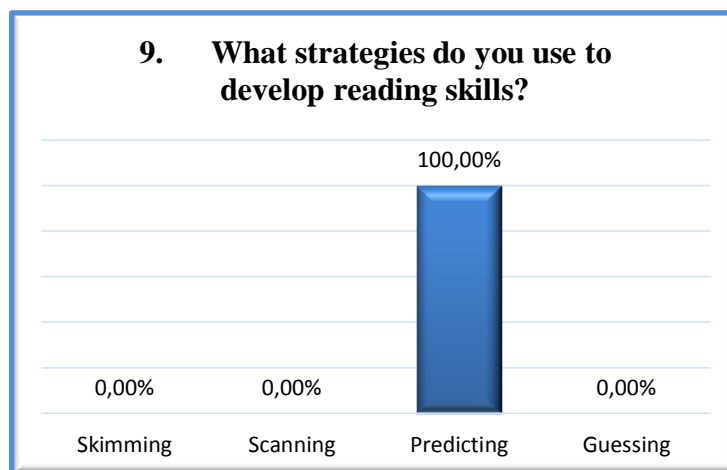 9. What strategies do you use to
develop reading skills?
100,00%
0,00% 0,00% 0,00%
Skimming Scanning Predicting Guessing